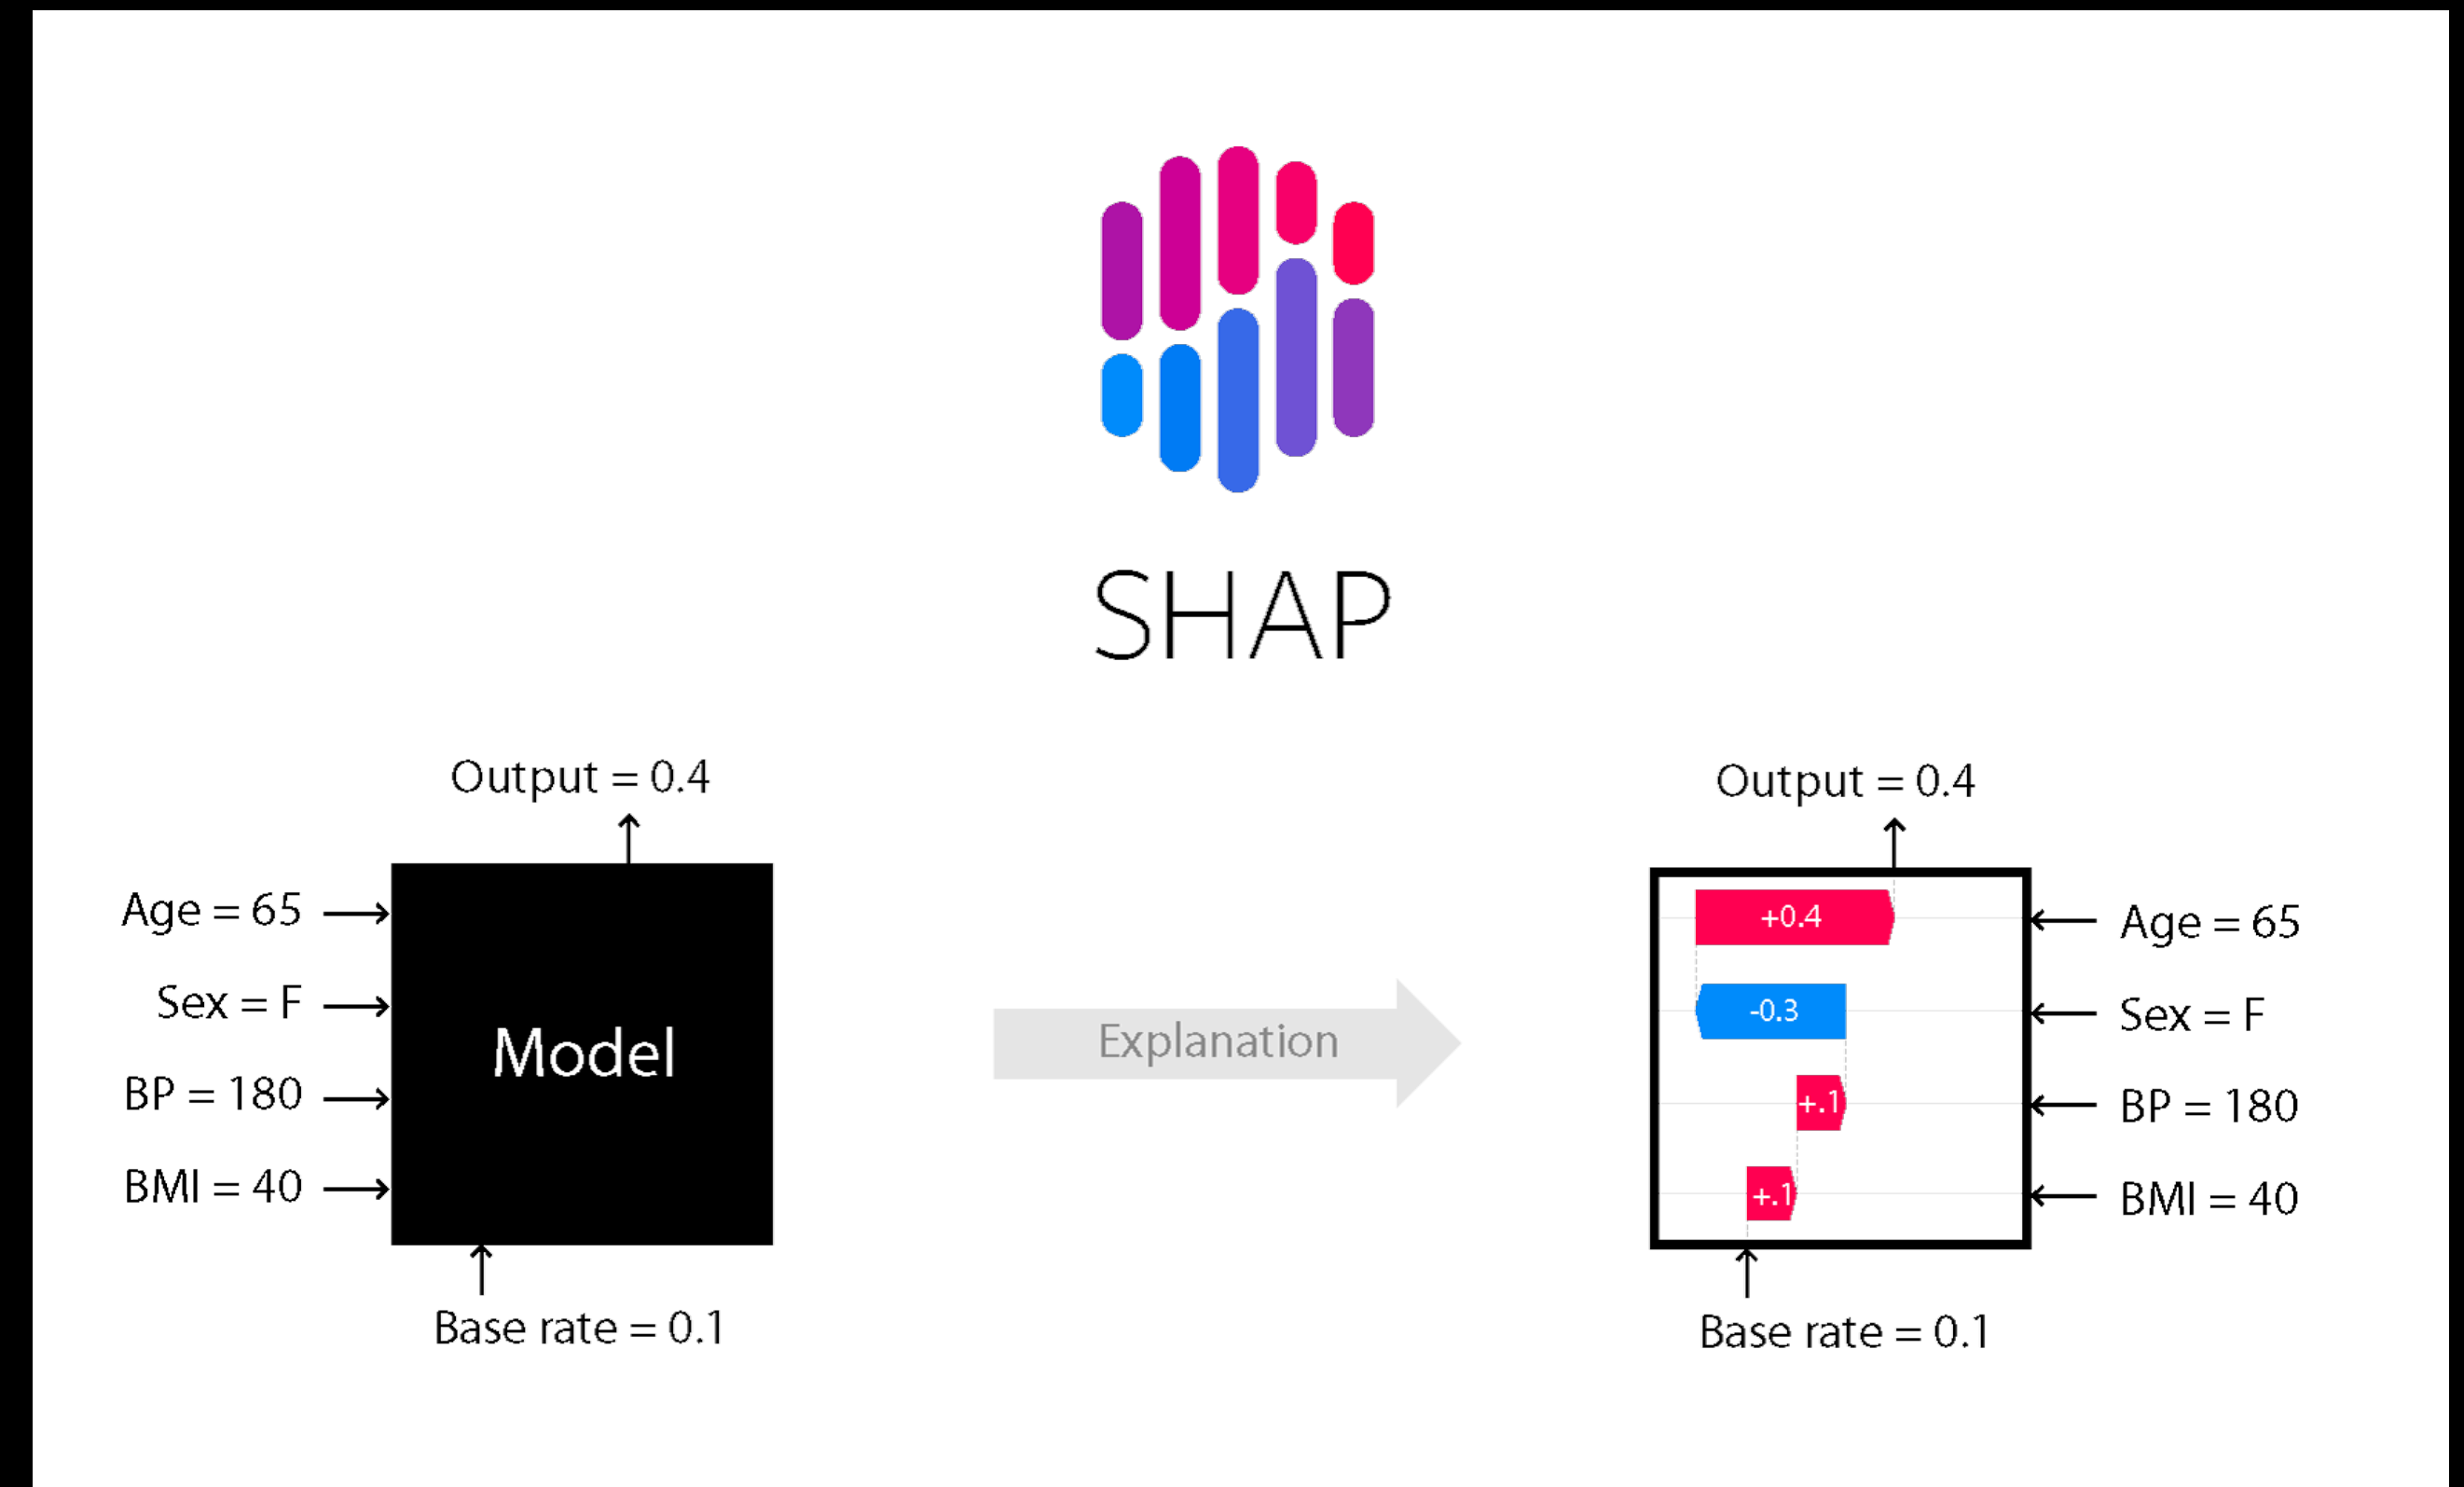 SHAP
Output = 0.4
Age = 65
Sex = F
BP = 180
BMI = 40
Model
Base rate = 0.1
Explanation
Output = 0.4
+0.4
-0.3
+.1
+.1
Age = 65
Sex = F
BP = 180
BMI = 40
Base rate = 0.1